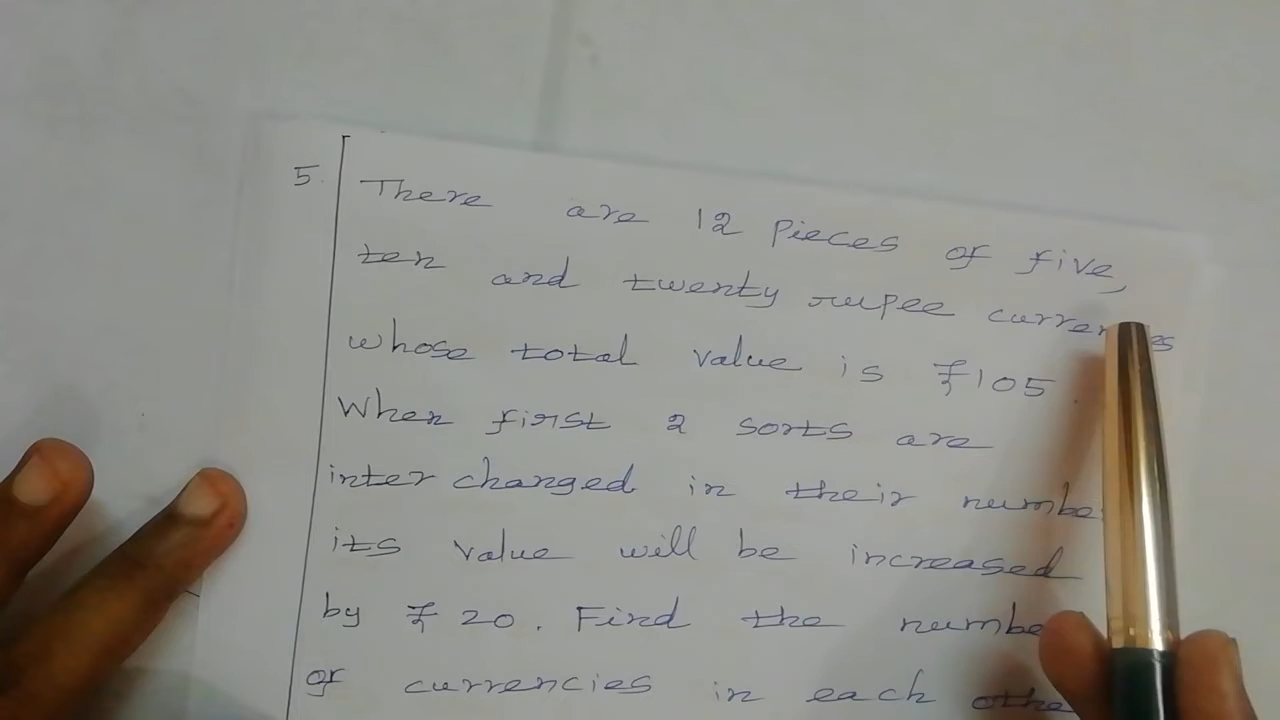 5. There are 12 pieces of five,
ten and twenty rupee
whose total value is ₹105.
When first 2 sorts are
inter changed in their
its value will be increased
by ₹ 20. Find the
of currencies in each